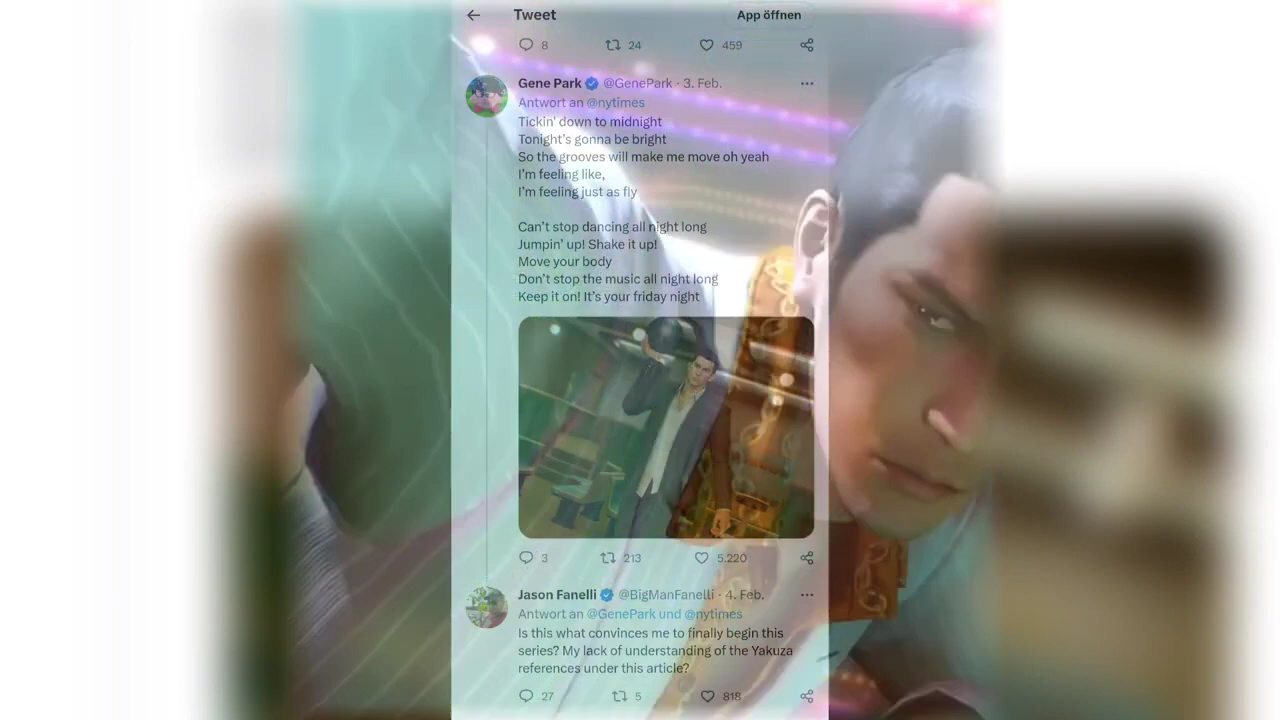 Tweet
App öffnen
8 24 459
Gene Park @GenePark · 3. Feb.
Antwort an @nytimes
Tickin' down to midnight
Tonight's gonna be bright
So the grooves will make me move oh yeah
I'm feeling like,
I'm feeling just as fly
Can't stop dancing all night long
Jumpin' up! Shake it up!
Move your body
Don't stop the music all night long
Keep it on! It's your friday night
3 213 5.220
Jason Fanelli @BigManFanelli · 4. Feb.
Antwort an @GenePark und @nytimes
Is this what convinces me to finally begin this
series? My lack of understanding of the Yakuza
references under this article?
27 5 818